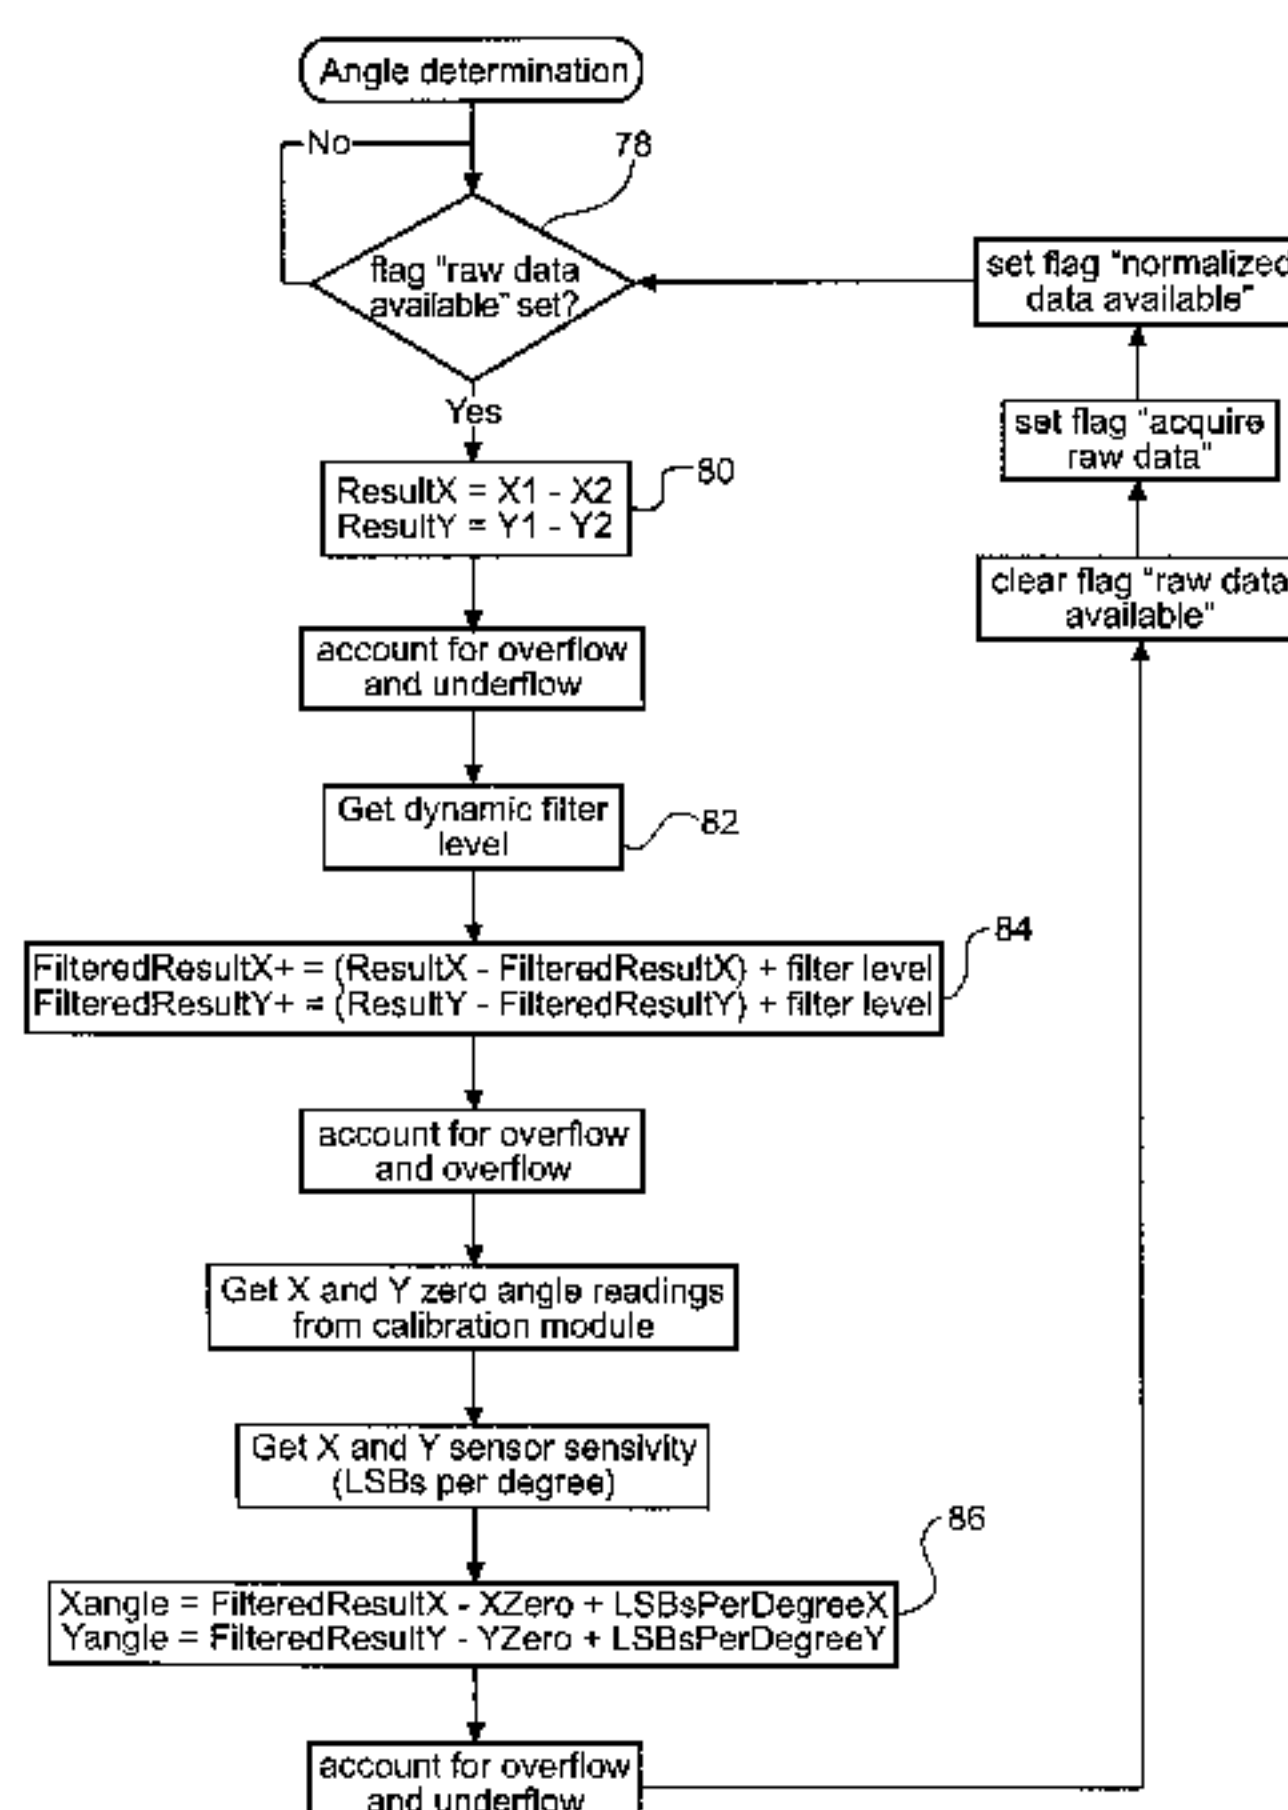 Angle determination
No
78
flag "raw data
available" set?
Yes
ResultX = X1 - X2
ResultY = Y1 - Y2
80
account for overflow
and underflow
Get dynamic filter
level
82
84
FilteredResultX+ = (ResultX - FilteredResultX) + filter level
FilteredResultY+ = (ResultY - FilteredResultY) + filter level
account for overflow
and overflow
Get X and Y zero angle readings
from calibration module
Get X and Y sensor sensivity
(LSBs per degree)
86
Xangle = FilteredResultX - XZero + LSBsPerDegreeX
Yangle = FilteredResultY - YZero + LSBsPerDegreeY
account for overflow
and underflow
clear flag "raw data
available"
set flag "acquire
raw data"
set flag "normalized
data available"